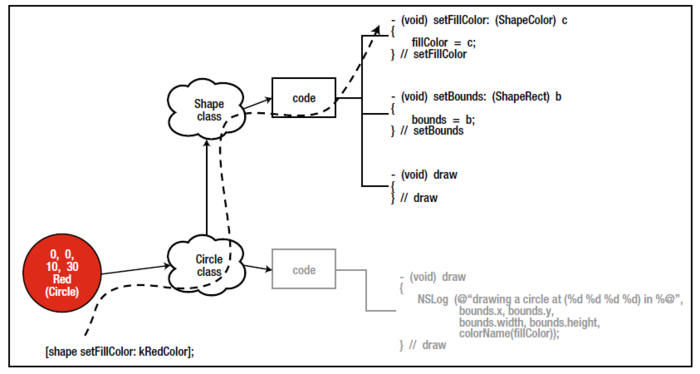 - (void) setFillColor: (ShapeColor) c
{
fillColor = c;
} // setFillColor
Shape
class
code
- (void) setBounds: (ShapeRect) b
{
bounds = b;
} // setBounds
- (void) draw
{
} // draw
0, 0,
10, 30
Red
(Circle)
Circle
class
code
- (void) draw
{
NSLog (@“drawing a circle at (%d %d %d %d) in %@”,
bounds.x, bounds.y,
bounds.width, bounds.height,
colorName(fillColor));
} // draw
[shape setFillColor: kRedColor];